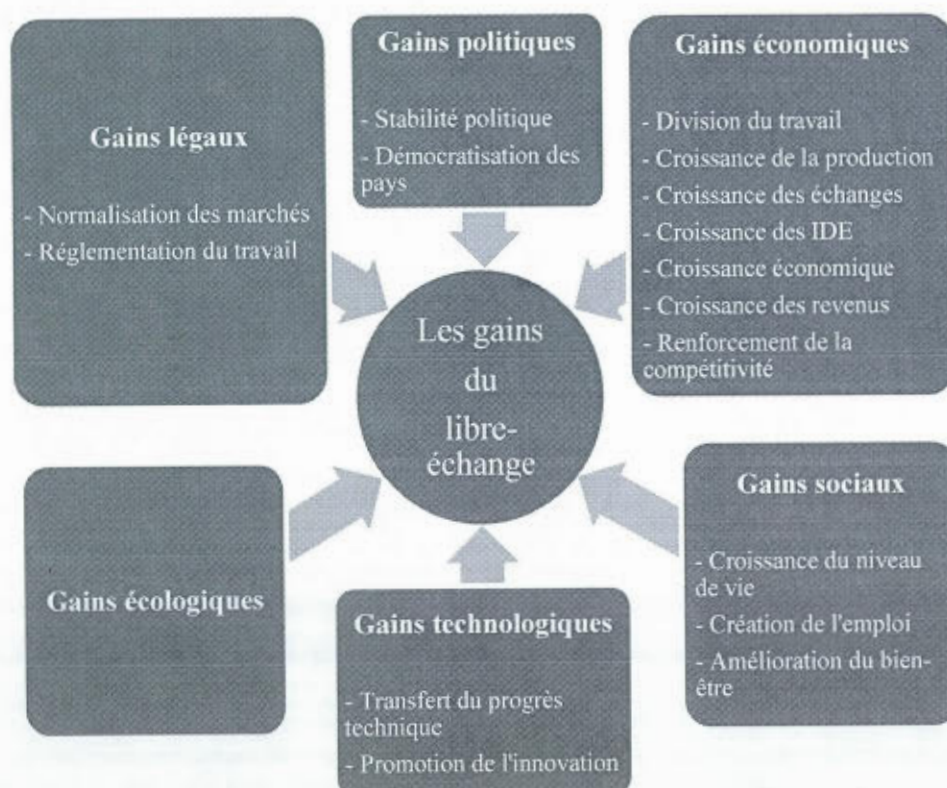 Gains légaux
- Normalisation des marchés
- Réglementation du travail
Gains politiques
- Stabilité politique
- Démocratisation des
pays
Gains économiques
- Division du travail
- Croissance de la production
- Croissance des échanges
- Croissance des IDE
- Croissance économique
- Croissance des revenus
- Renforcement de la
compétitivité
Les gains
du
libre-
échange
Gains écologiques
Gains technologiques
- Transfert du progrès
technique
- Promotion de l'innovation
Gains sociaux
- Croissance du niveau
de vie
- Création de l'emploi
- Amélioration du bien-
être